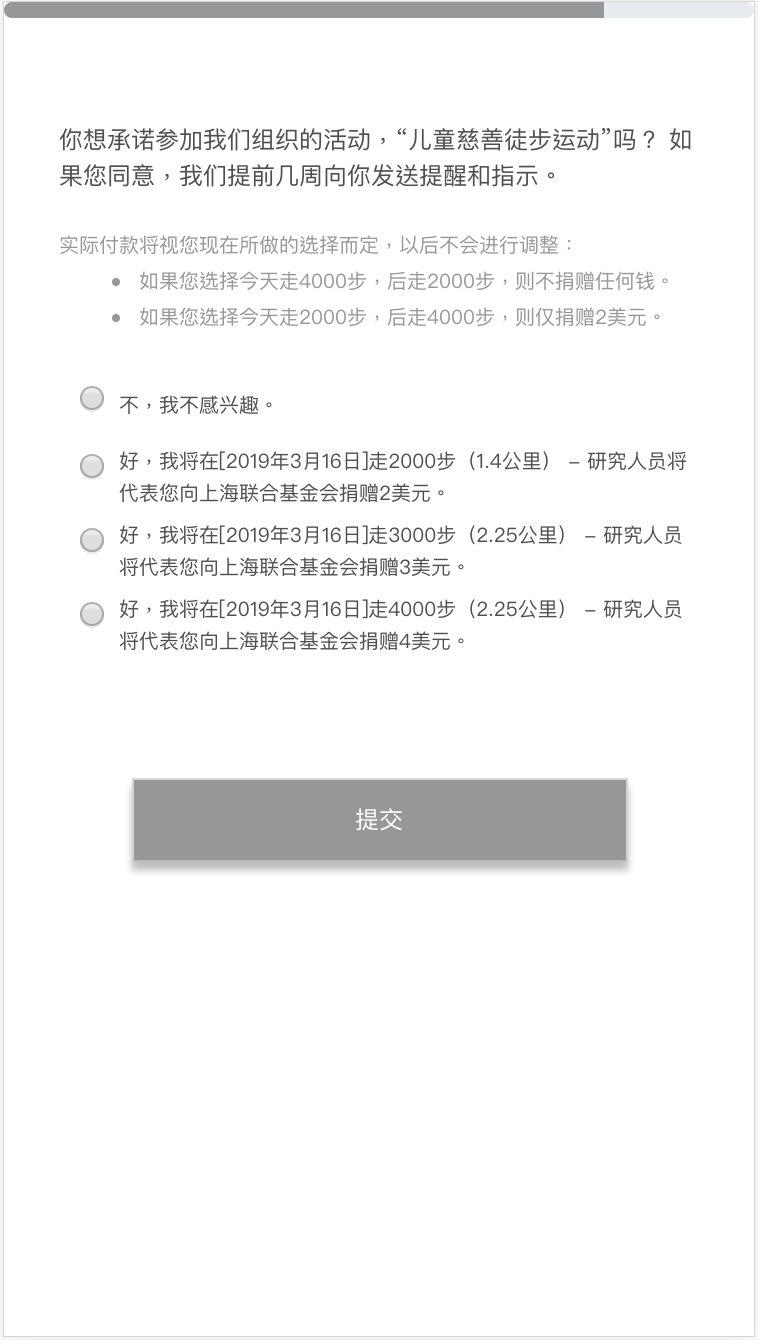 你想承诺参加我们组织的活动，“儿童慈善徒步运动”吗？ 如
果您同意，我们提前几周向你发送提醒和指示。
实际付款将视您现在所做的选择而定，以后不会进行调整：
• 如果您选择今天走4000步，后走2000步，则不捐赠任何钱。
• 如果您选择今天走2000步，后走4000步，则仅捐赠2美元。
不，我不感兴趣。
好，我将在[2019年3月16日]走2000步（1.4公里） – 研究人员将
代表您向上海联合基金会捐赠2美元。
好，我将在[2019年3月16日]走3000步（2.25公里） – 研究人员
将代表您向上海联合基金会捐赠3美元。
好，我将在[2019年3月16日]走4000步（2.25公里） – 研究人员
将代表您向上海联合基金会捐赠4美元。
提交